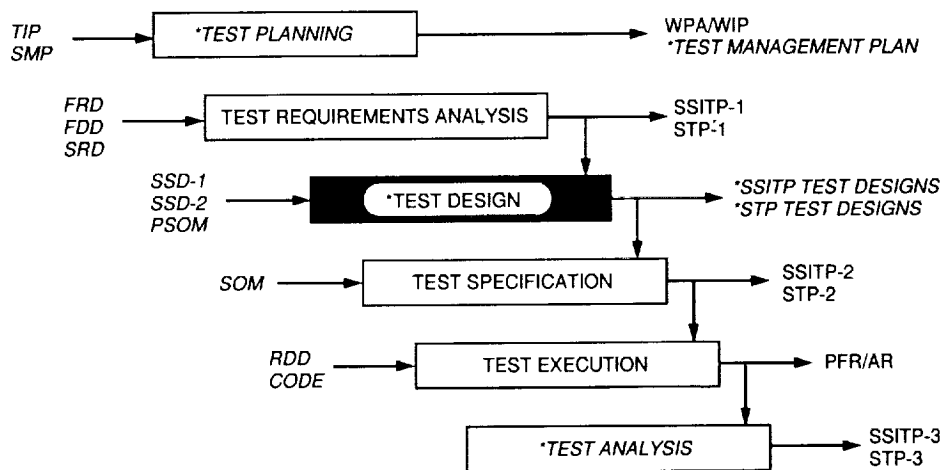 TIP
SMP
*TEST PLANNING
WPA/WIP
*TEST MANAGEMENT PLAN
FRD
FDD
SRD
TEST REQUIREMENTS ANALYSIS
SSITP-1
STP-1
SSD-1
SSD-2
PSOM
*TEST DESIGN
*SSITP TEST DESIGNS
*STP TEST DESIGNS
SOM
TEST SPECIFICATION
SSITP-2
STP-2
RDD
CODE
TEST EXECUTION
PFR/AR
*TEST ANALYSIS
SSITP-3
STP-3